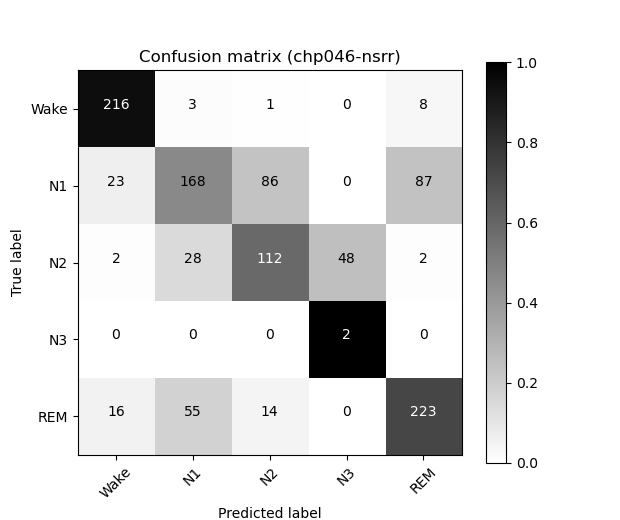 Confusion matrix (chp046-nsrr)
1.0
Wake 216 3 1 0 8
0.8
N1 23 168 86 0 87
0.6
True label
N2 2 28 112 48 2
0.4
N3 0 0 0 2 0
0.2
REM 16 55 14 0 223
0.0
Wake N1 N2 N3 REM
Predicted label